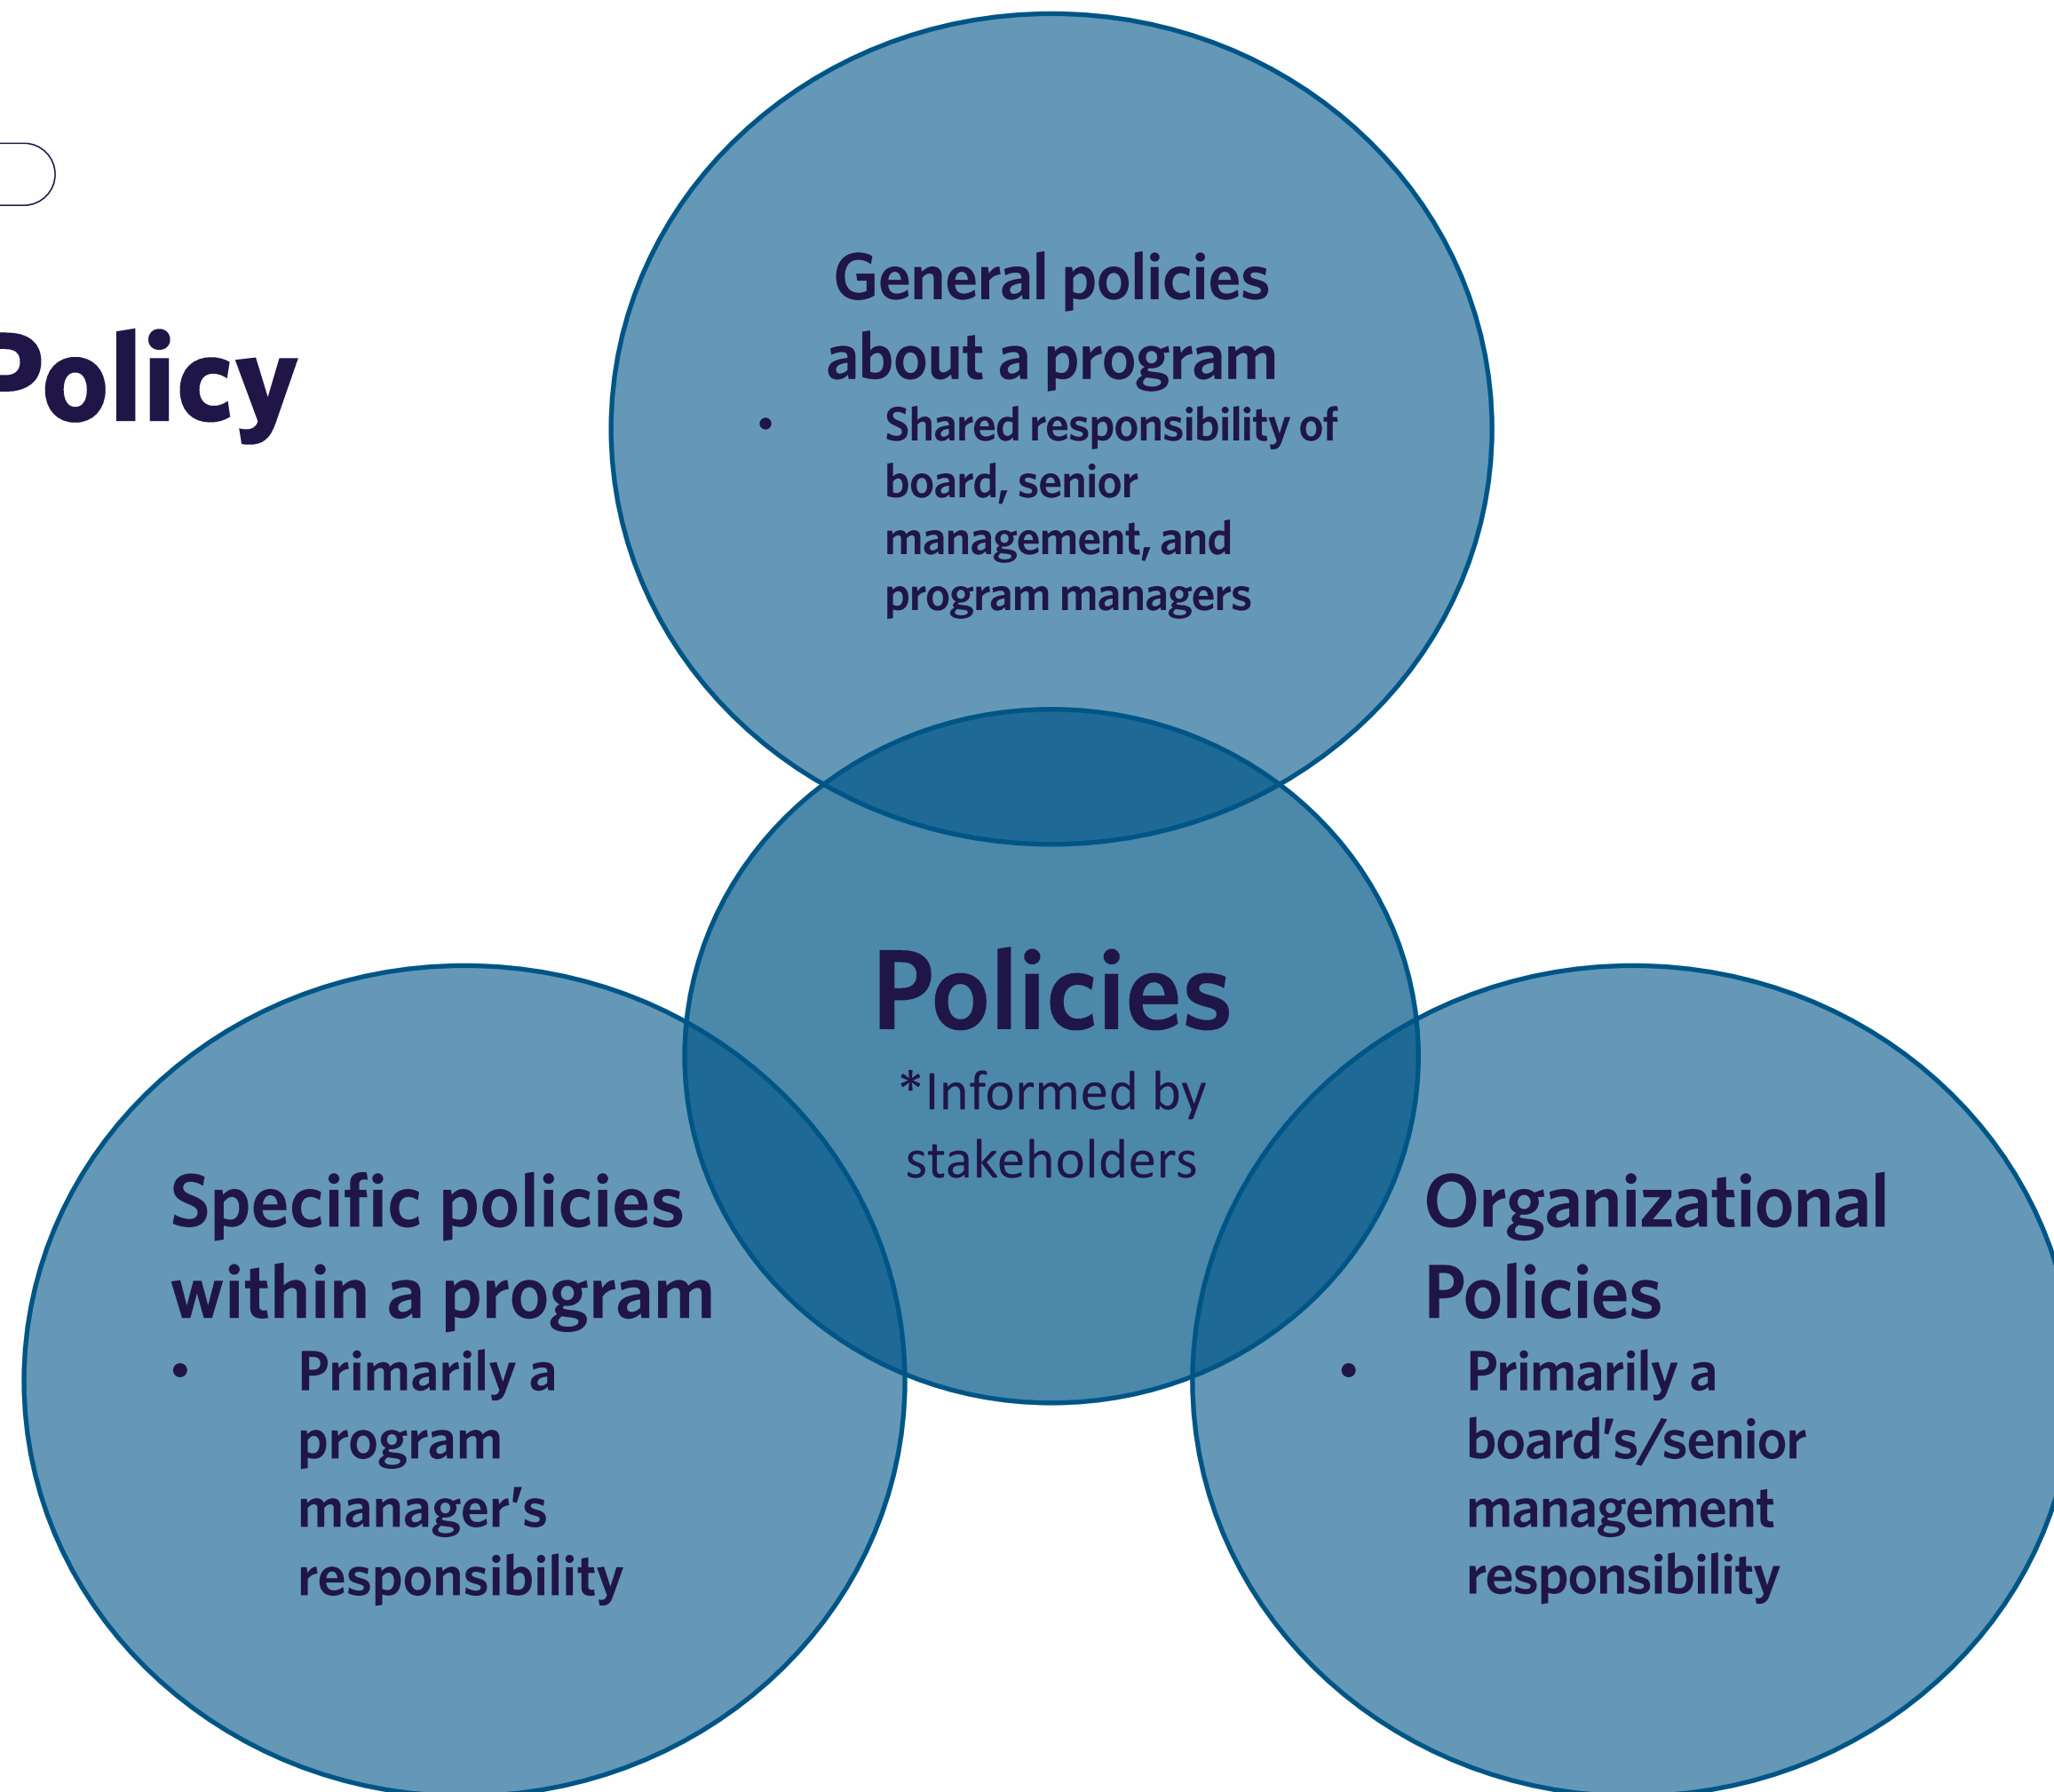 Policy
General policies
about a program
• Shared responsibility of
board, senior
management, and
program managers
Policies
*Informed by
stakeholders
Specific policies
within a program
• Primarily a
program
manager's
responsibility
Organizational
Policies
• Primarily a
board's/senior
management
responsibility